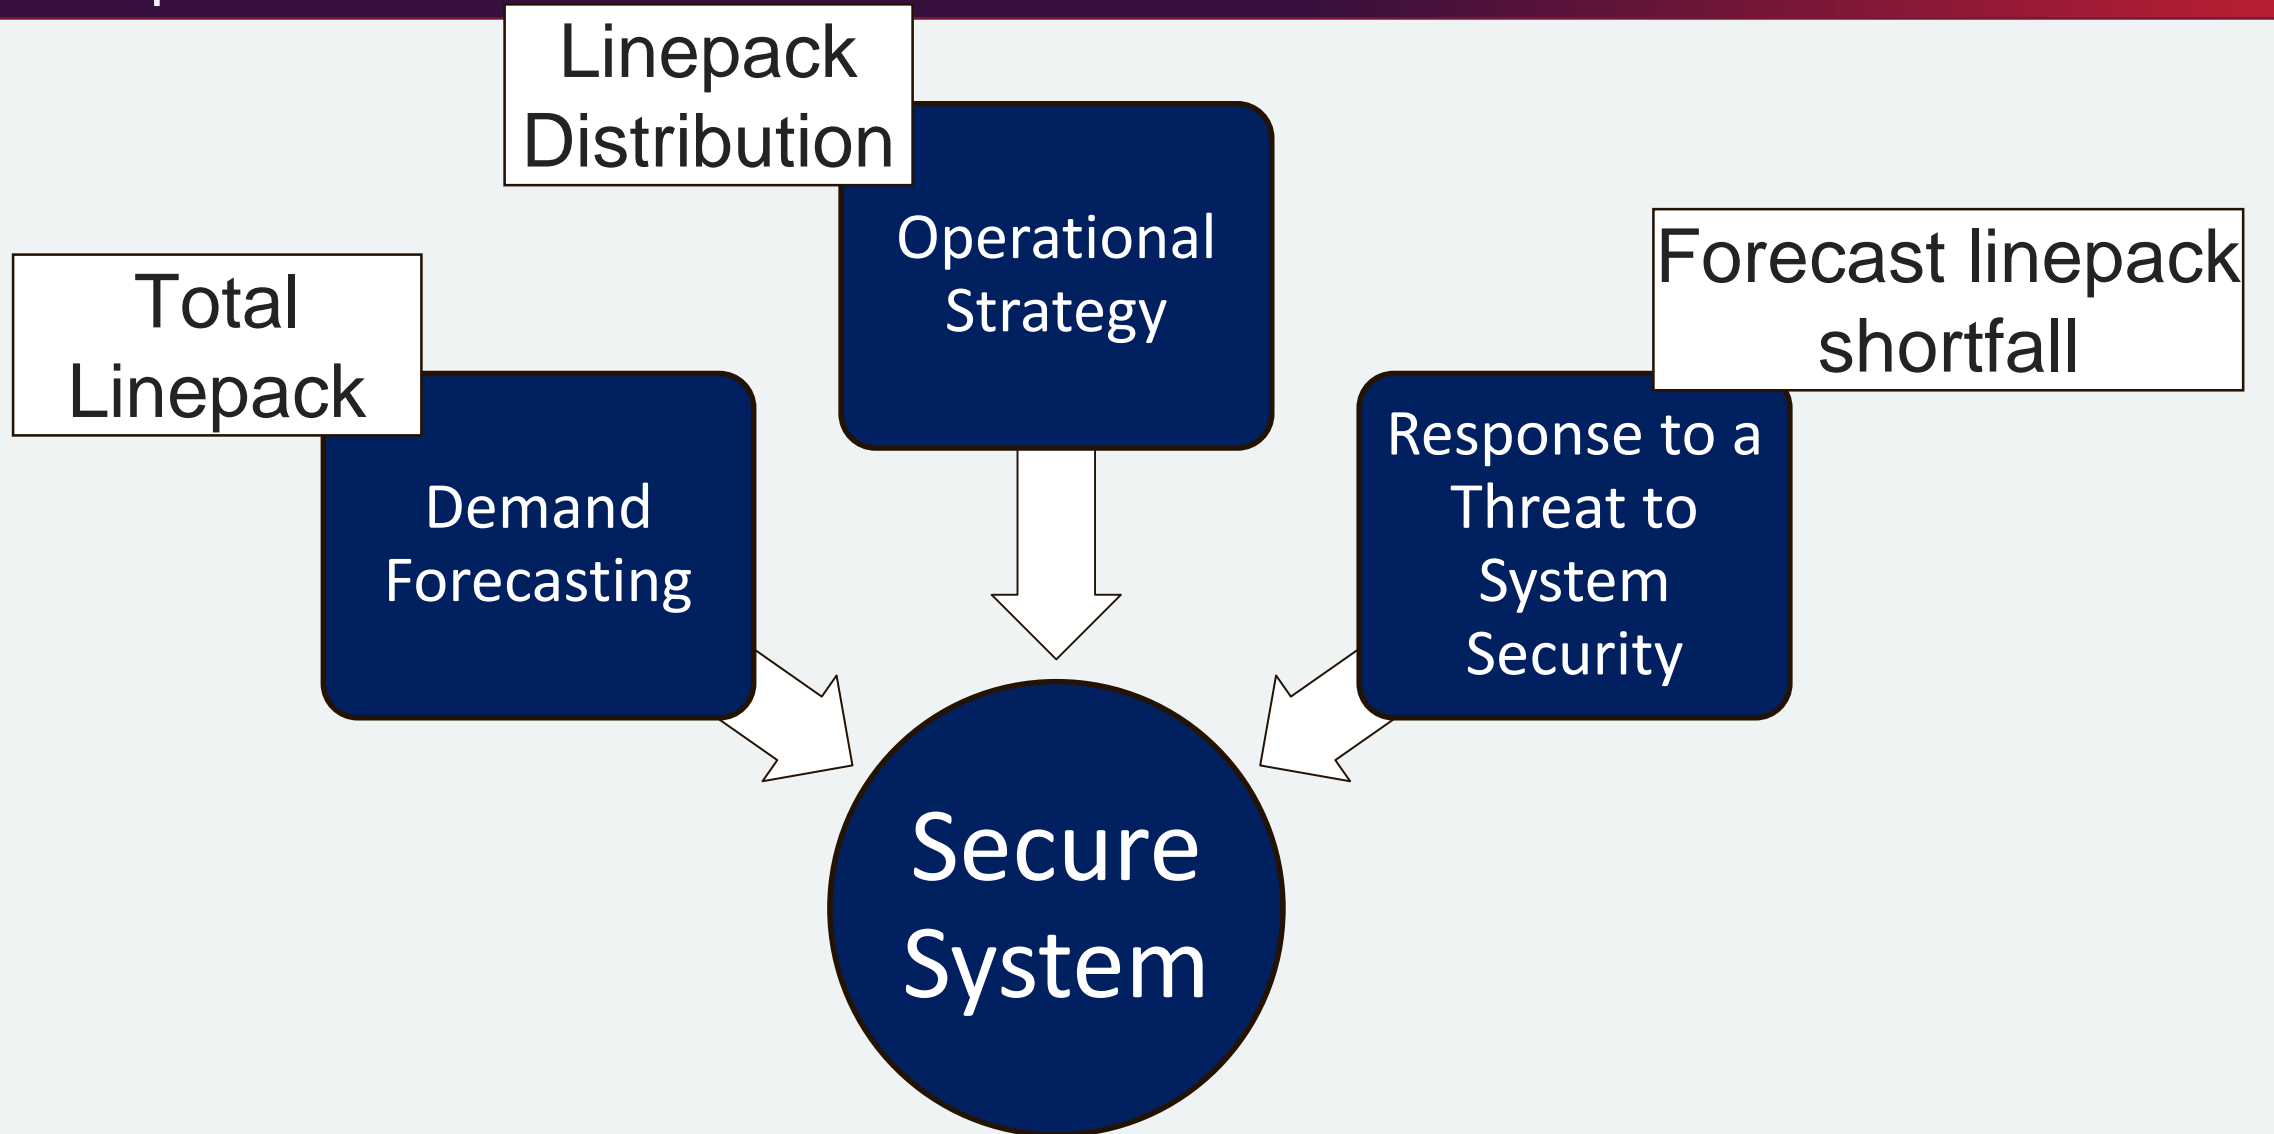 Linepack
Distribution
Operational
Strategy
Total
Linepack
Demand
Forecasting
Forecast linepack
shortfall
Response to a
Threat to
System
Security
Secure
System